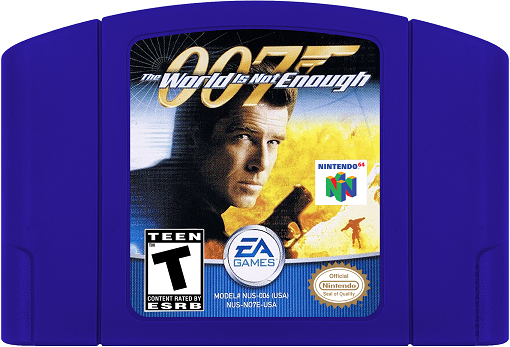 007
The World Is Not Enough
NINTENDO 64
N
EA
GAMES
TEEN
T
CONTENT RATED BY
ESRB
MODEL# NUS-006 (USA)
NUS-NO7E-USA
Official
Nintendo
Seal of Quality